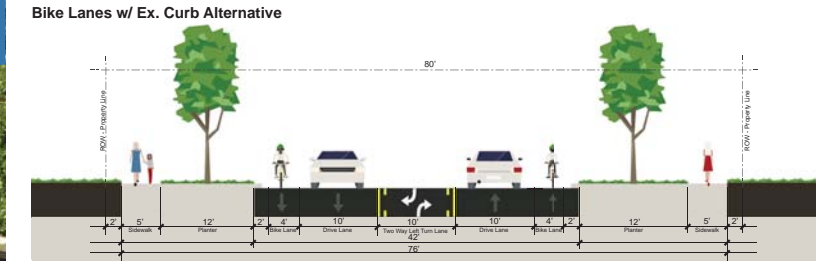 Bike Lanes w/ Ex. Curb Alternative
80'
ROW - Property Line
ROW - Property Line
2' 5' 12' 2' 4' 10' 10' 10' 4' 2' 12' 5' 2'
Sidewalk Planter Bike Lane Drive Lane Two Way Left Turn Lane Drive Lane Bike Lane Planter Sidewalk
42'
76'